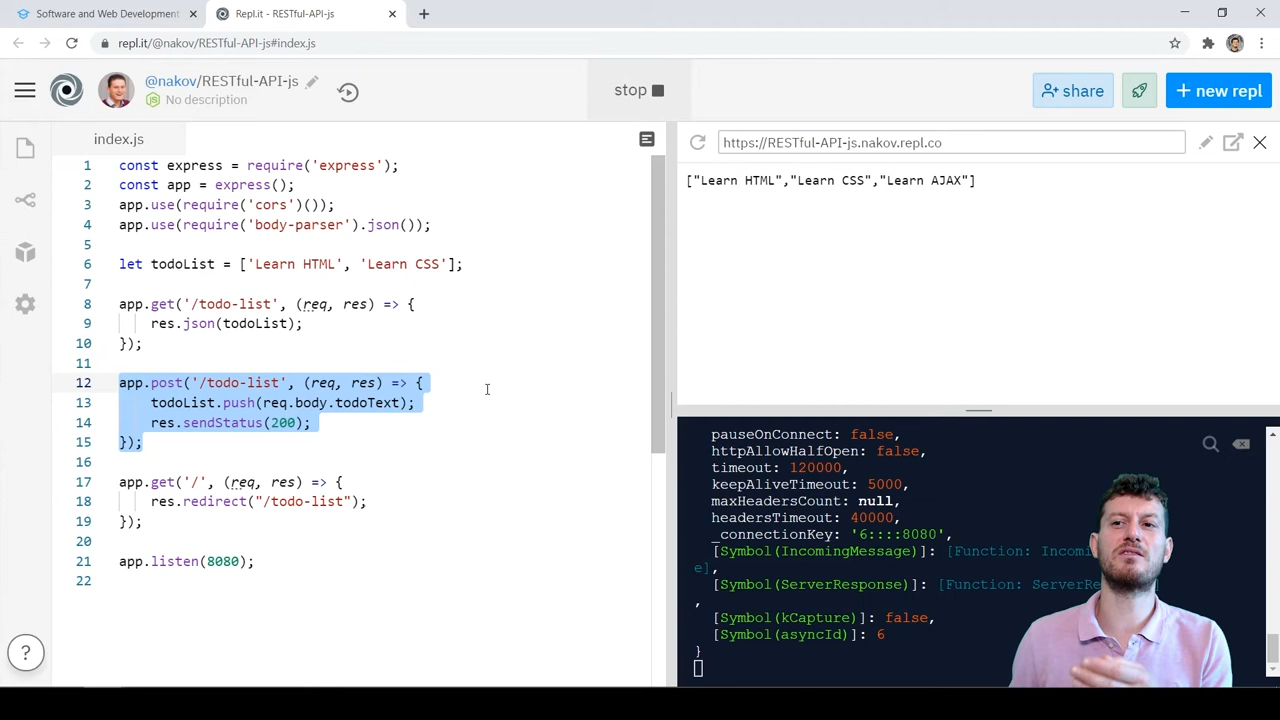 Software and Web Development
Repl.it - RESTful-API-js
repl.it/@nakov/RESTful-API-js#index.js
@nakov/RESTful-API-js
No description
stop
share
+ new repl
index.js
https://RESTful-API-js.nakov.repl.co
1 const express = require('express');
2 const app = express();
3 app.use(require('cors')());
4 app.use(require('body-parser').json());
5
6 let todoList = ['Learn HTML', 'Learn CSS'];
7
8 app.get('/todo-list', (req, res) => {
9 res.json(todoList);
10 });
11
12 app.post('/todo-list', (req, res) => {
13 todoList.push(req.body.todoText);
14 res.sendStatus(200);
15 });
16
17 app.get('/', (req, res) => {
18 res.redirect("/todo-list");
19 });
20
21 app.listen(8080);
22
["Learn HTML","Learn CSS","Learn AJAX"]
pauseOnConnect: false,
httpAllowHalfOpen: false,
timeout: 120000,
keepAliveTimeout: 5000,
maxHeadersCount: null,
headersTimeout: 40000,
_connectionKey: '6::::8080',
[Symbol(IncomingMessage)]: [Function: Incomi
e],
[Symbol(ServerResponse)]: [Function: ServerRe
,
[Symbol(kCapture)]: false,
[Symbol(asyncId)]: 6
}
?